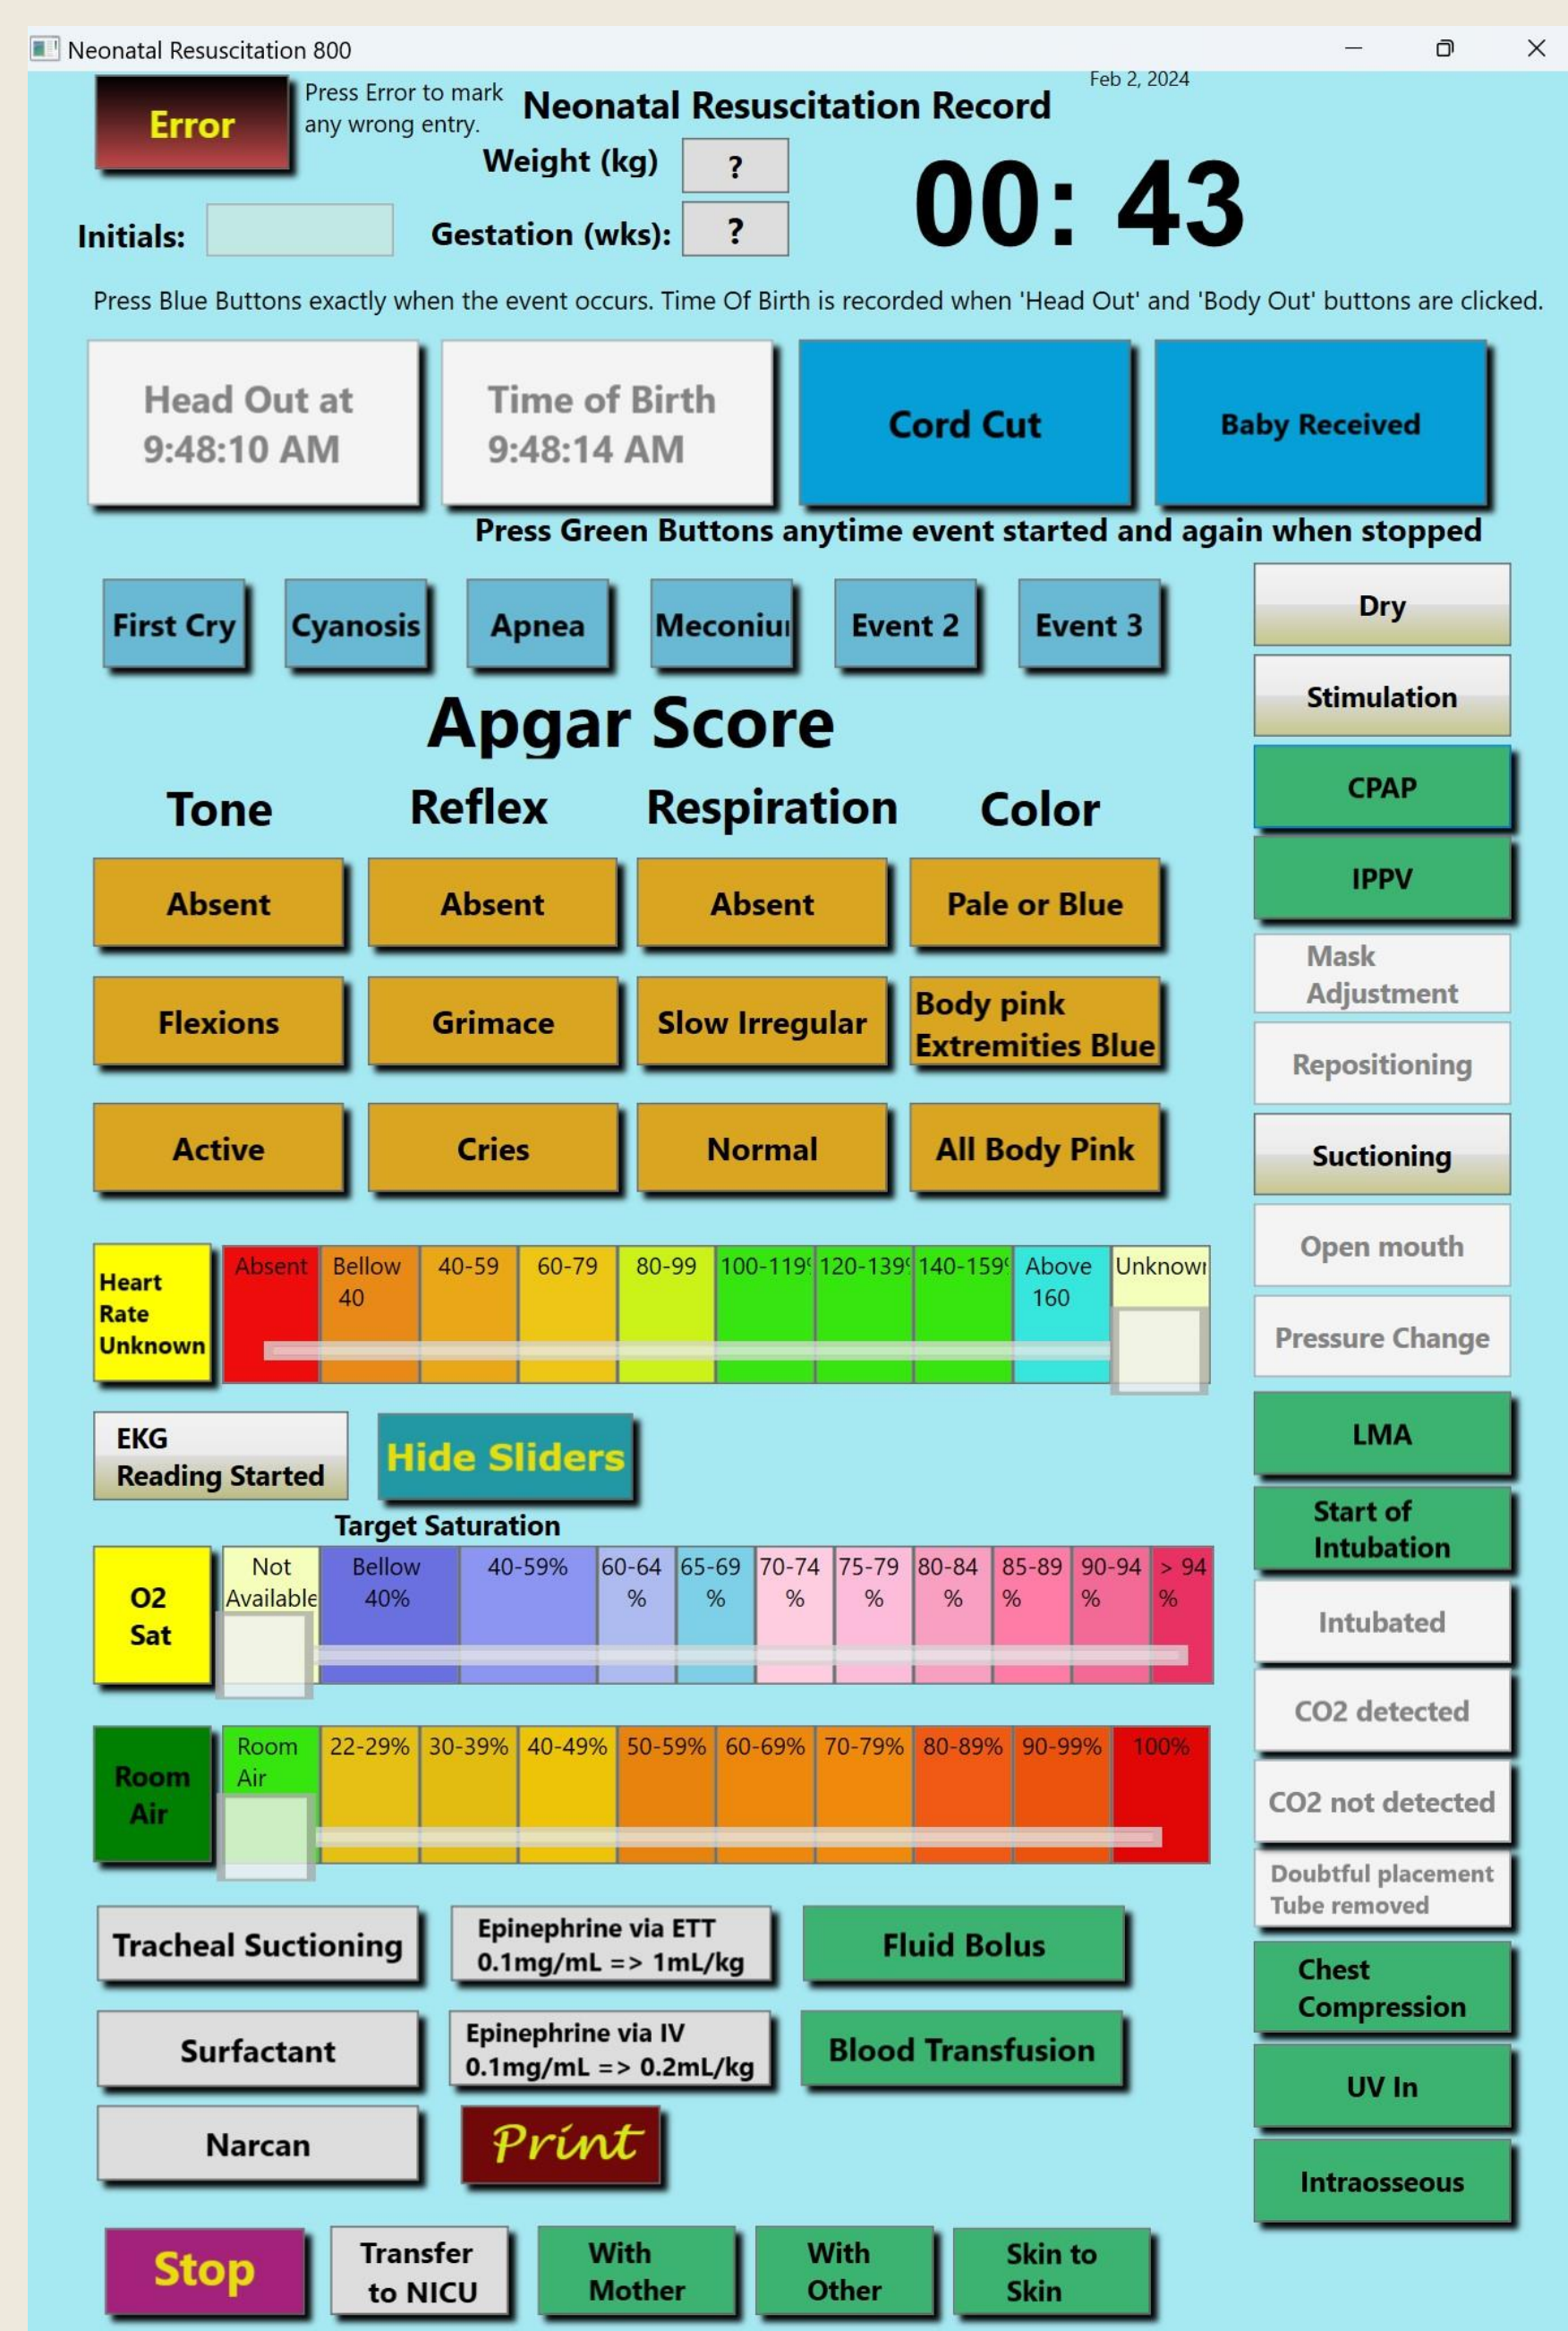 Neonatal Resuscitation 800
Feb 2, 2024
Error
Press Error to mark
any wrong entry.
Neonatal Resuscitation Record
Weight (kg)
?
00: 43
Initials:
Gestation (wks):
?
Press Blue Buttons exactly when the event occurs. Time Of Birth is recorded when 'Head Out' and 'Body Out' buttons are clicked.
Head Out at
9:48:10 AM
Time of Birth
9:48:14 AM
Cord Cut
Baby Received
Press Green Buttons anytime event started and again when stopped
First Cry
Cyanosis
Apnea
Meconiu
Event 2
Event 3
Dry
Stimulation
CPAP
IPPV
Mask
Adjustment
Repositioning
Suctioning
Open mouth
Pressure Change
LMA
Start of
Intubation
Intubated
CO2 detected
CO2 not detected
Doubtful placement
Tube removed
Chest
Compression
UV In
Intraosseous
Apgar Score
Tone
Reflex
Respiration
Color
Absent
Absent
Absent
Pale or Blue
Flexions
Grimace
Slow Irregular
Body pink
Extremities Blue
Active
Cries
Normal
All Body Pink
Heart
Rate
Unknown
Absent
Bellow
40
40-59
60-79
80-99
100-119
120-139
140-159
Above
160
Unknown
EKG
Reading Started
Hide Sliders
Target Saturation
O2
Sat
Not
Available
Bellow
40%
40-59%
60-64
%
65-69
%
70-74
%
75-79
%
80-84
%
85-89
%
90-94
%
> 94
%
Room
Air
Room
Air
22-29%
30-39%
40-49%
50-59%
60-69%
70-79%
80-89%
90-99%
100%
Tracheal Suctioning
Epinephrine via ETT
0.1mg/mL => 1mL/kg
Fluid Bolus
Surfactant
Epinephrine via IV
0.1mg/mL => 0.2mL/kg
Blood Transfusion
Narcan
Print
Stop
Transfer
to NICU
With
Mother
With
Other
Skin to
Skin